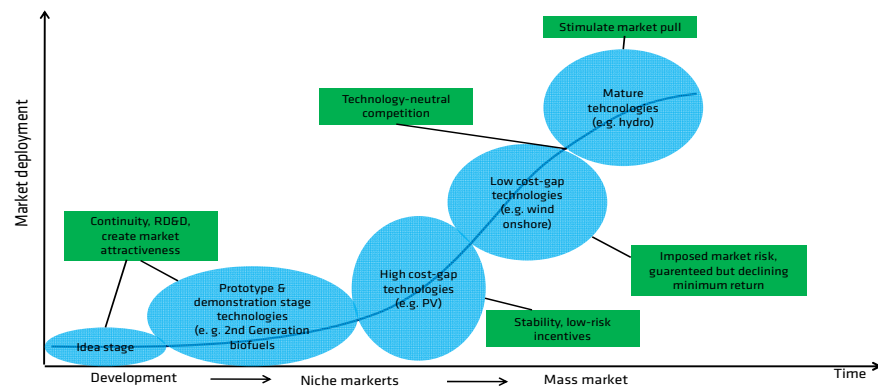 Stimulate market pull
Mature
tehcnologies
(e.g. hydro)
Technology-neutral
competition
Market deployment
Low cost-gap
technologies
(e.g. wind
onshore)
Continuity, RD&D,
create market
attractiveness
Imposed market risk,
guarenteed but declining
minimum return
High cost-gap
technologies
(e.g. PV)
Prototype &
demonstration stage
technologies
(e. g. 2nd Generation
biofuels
Stability, low-risk
incentives
Idea stage
Time
Development
Niche markerts
Mass market